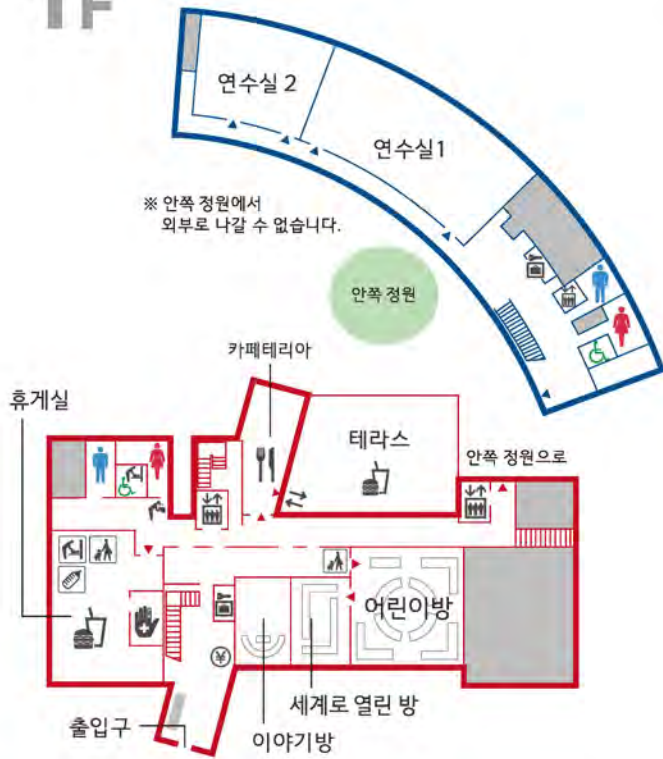 1F
연수실 2
연수실1
※ 안쪽 정원에서
외부로 나갈 수 없습니다.
안쪽 정원
카페테리아
휴게실
테라스
안쪽 정원으로
어린이방
¥
세계로 열린 방
출입구
이야기방